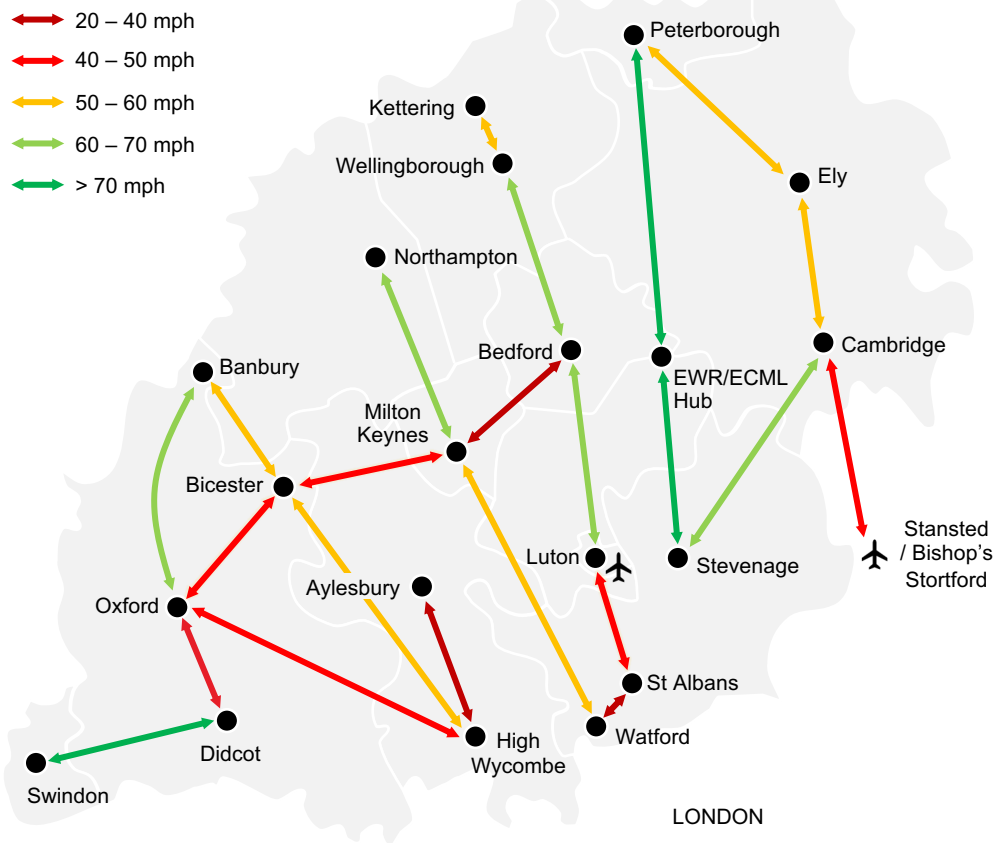 20 – 40 mph
40 – 50 mph
50 – 60 mph
60 – 70 mph
> 70 mph
Peterborough
Kettering
Wellingborough
Ely
Northampton
Bedford
Cambridge
Banbury
EWR/ECML
Hub
Milton
Keynes
Bicester
Luton
Stevenage
Stansted
/ Bishop's
Stortford
Aylesbury
Oxford
St Albans
Watford
High
Wycombe
Didcot
Swindon
LONDON